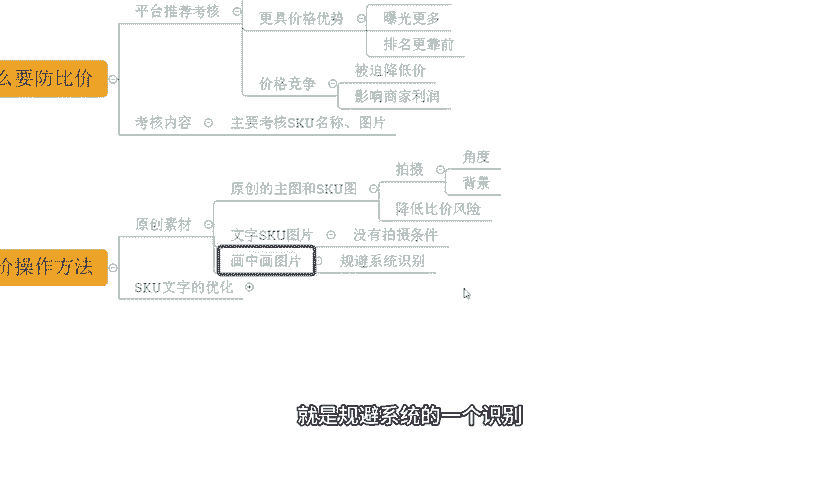 平台推荐考核
更具价格优势
曝光更多
排名更靠前
价格竞争
被迫降低价
影响商家利润
么要防比价
考核内容
主要考核SKU名称、图片
原创素材
原创的主图和SKU图
拍摄
角度
背景
降低比价风险
文字SKU图片
没有拍摄条件
画中画图片
规避系统识别
价操作方法
SKU文字的优化
就是规避系统的一个识别